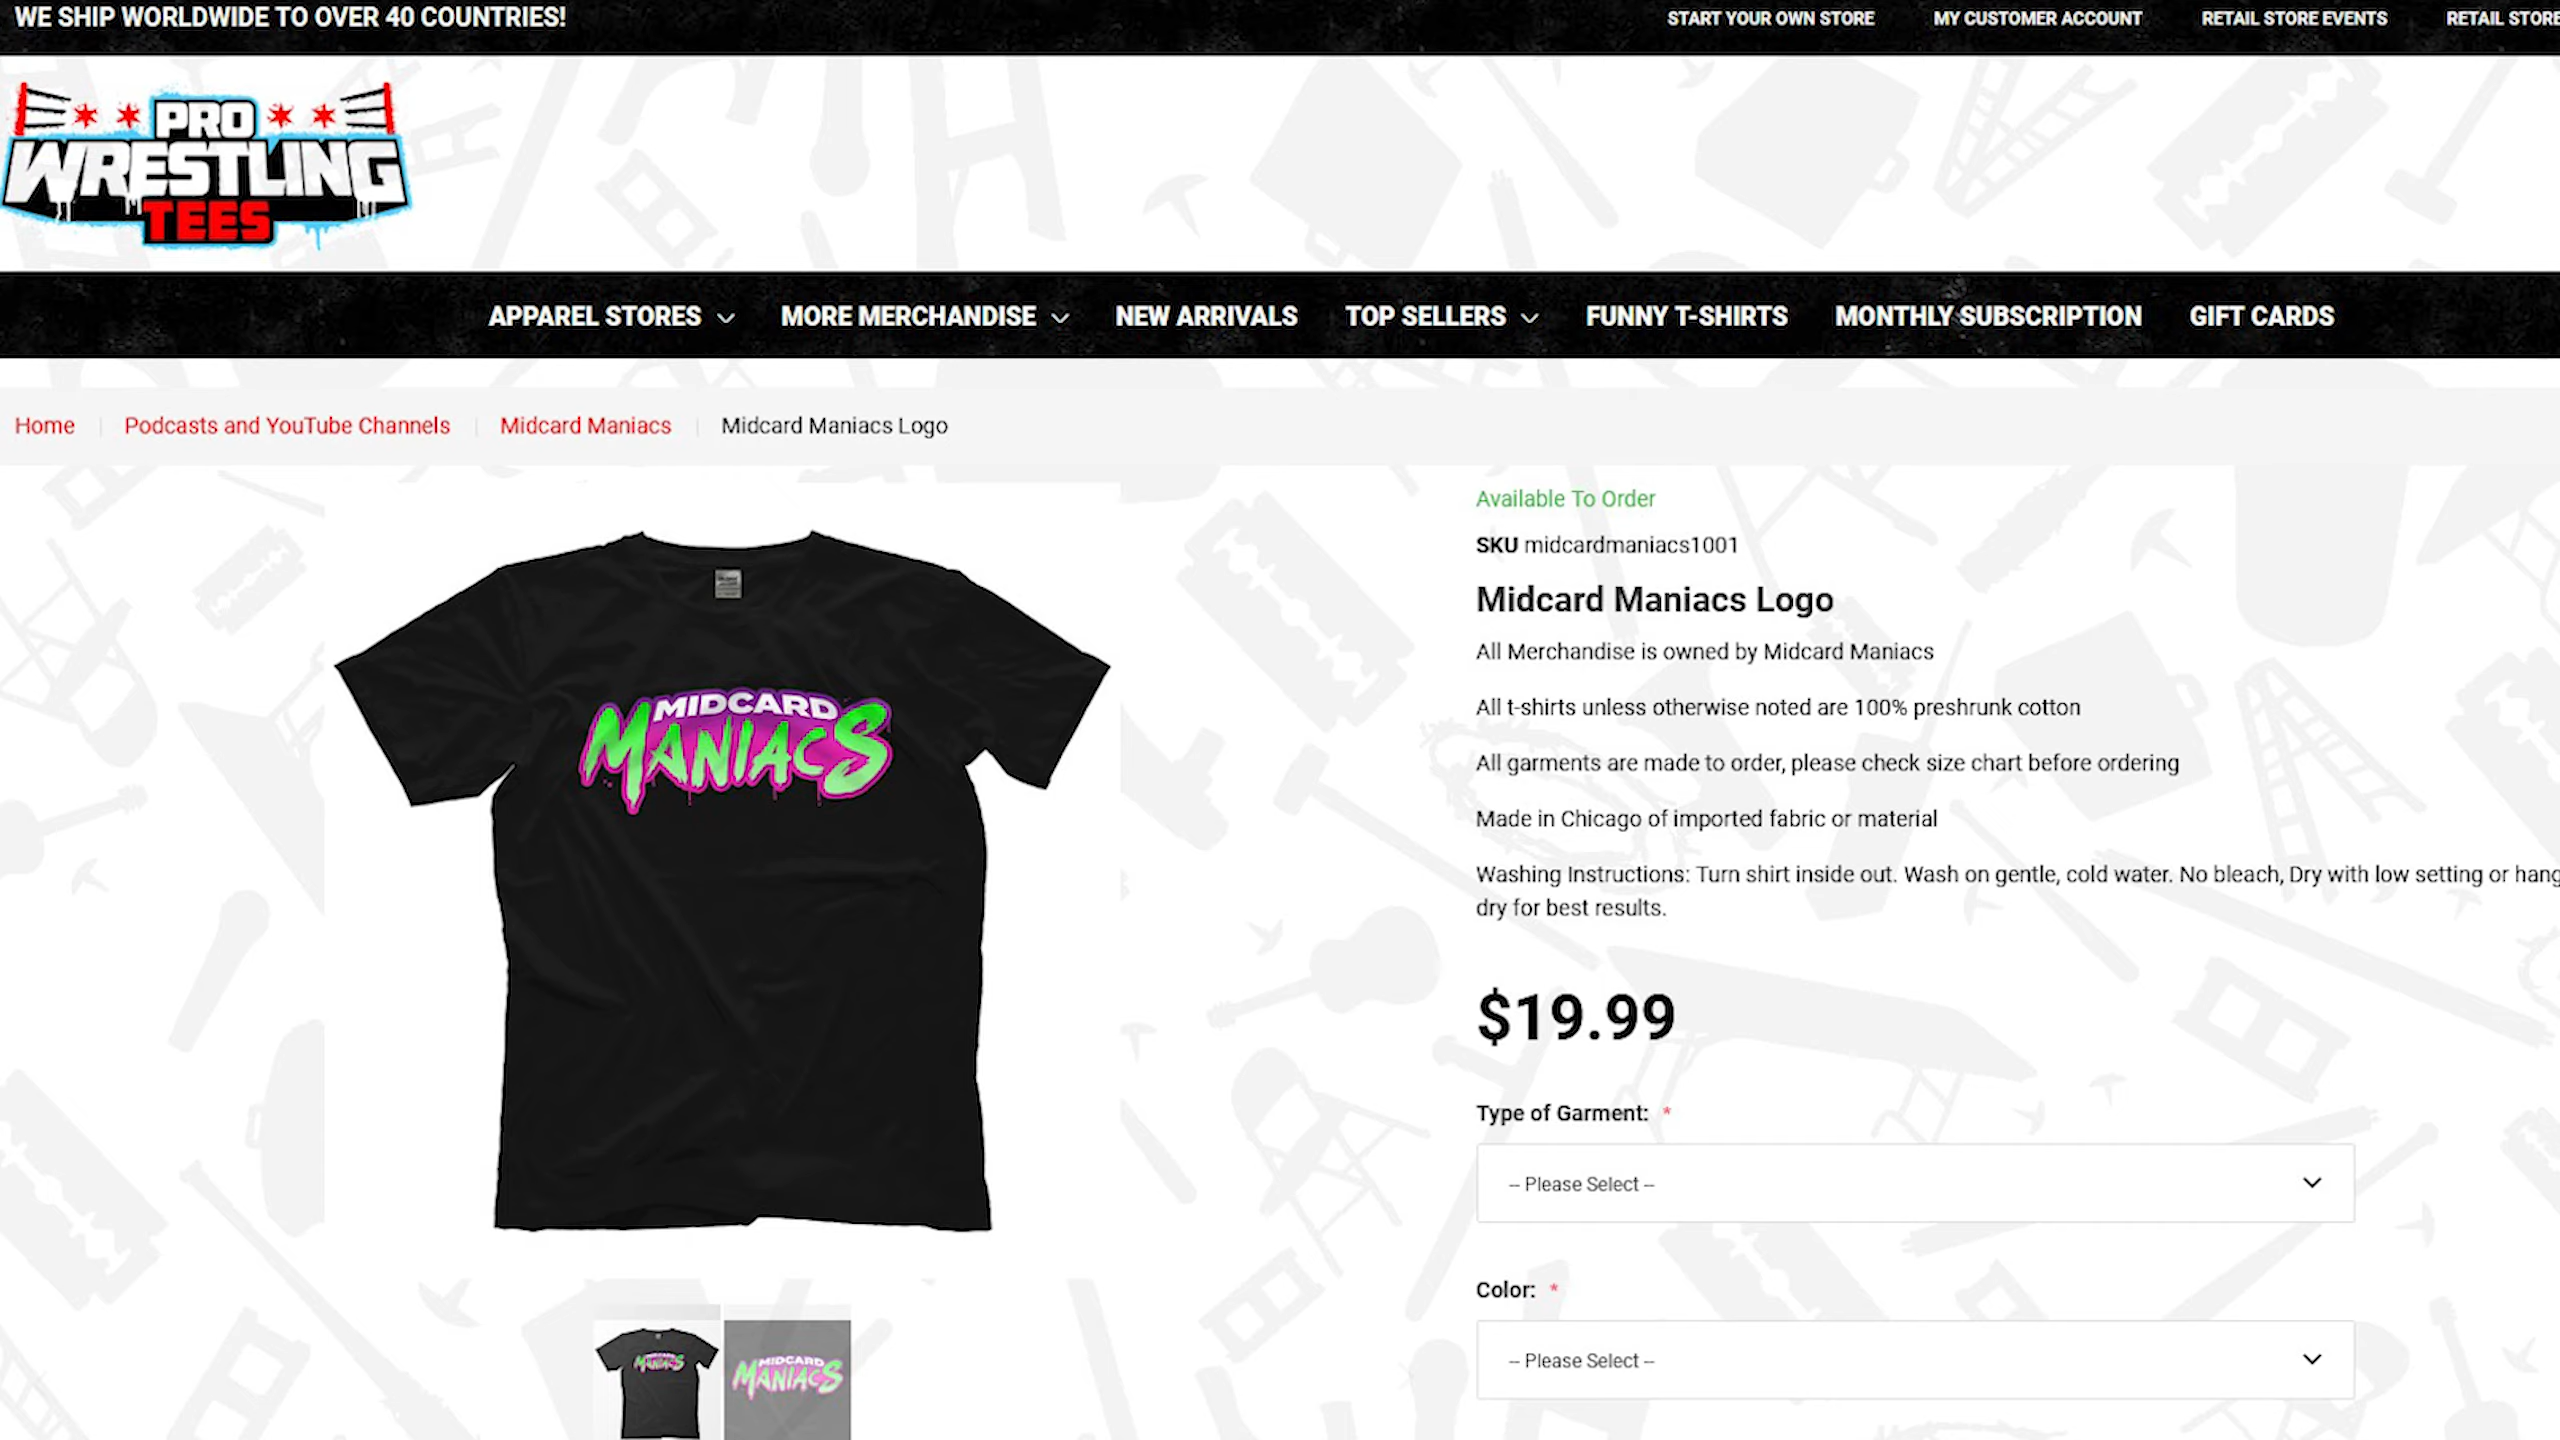 WE SHIP WORLDWIDE TO OVER 40 COUNTRIES!
START YOUR OWN STORE
MY CUSTOMER ACCOUNT
RETAIL STORE EVENTS
RETAIL STORE
PRO
WRESTLING
TEES
APPAREL STORES
MORE MERCHANDISE
NEW ARRIVALS
TOP SELLERS
FUNNY T-SHIRTS
MONTHLY SUBSCRIPTION
GIFT CARDS
Home
Podcasts and YouTube Channels
Midcard Maniacs
Midcard Maniacs Logo
MIDCARD
MANIACS
MIDCARD
MANIACS
MIDCARD
MANIACS
Available To Order
SKU midcardmaniacs1001
Midcard Maniacs Logo
All Merchandise is owned by Midcard Maniacs
All t-shirts unless otherwise noted are 100% preshrunk cotton
All garments are made to order, please check size chart before ordering
Made in Chicago of imported fabric or material
Washing Instructions: Turn shirt inside out. Wash on gentle, cold water. No bleach, Dry with low setting or hang
dry for best results.
$19.99
Type of Garment: *
-- Please Select --
Color: *
-- Please Select --